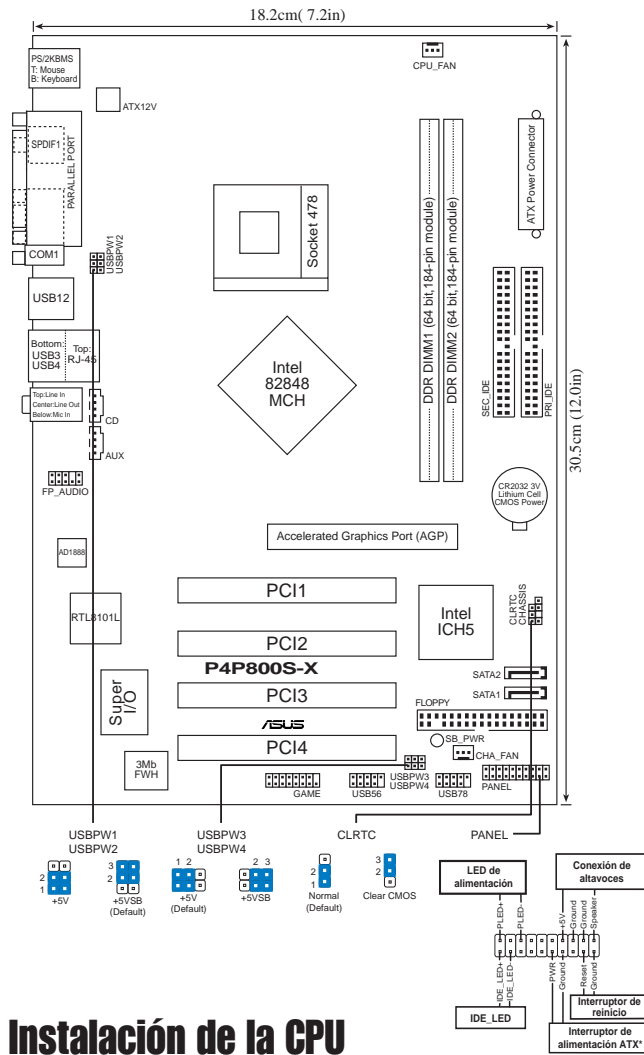 18.2cm( 7.2in)
PS/2KBMS
T: Mouse
B: Keyboard
CPU_FAN
ATX12V
SPDIF1
PARALLEL PORT
ATX Power Connector
Socket 478
DDR DIMM1 (64 bit,184-pin module)
DDR DIMM2 (64 bit,184-pin module)
COM1
USBPW1
USBPW2
USB12
Bottom:
USB3
USB4
Top:
RJ-45
Intel
82848
MCH
SEC_IDE
PRI_IDE
30.5cm (12.0in)
Top:Line In
Center:Line Out
Below:Mic In
CD
AUX
FP_AUDIO
CR2032 3V
Lithium Cell
CMOS Power
Accelerated Graphics Port (AGP)
AD1888
PCI1
RTL8101L
Intel
ICH5
CLRTC
CHASSIS
PCI2
P4P800S-X
SATA2
SATA1
Super
I/O
PCI3
FLOPPY
ASUS
SB_PWR
PCI4
CHA_FAN
3Mb
FWH
USBPW3
USBPW4
GAME
USB56
USB78
PANEL
USBPW1
USBPW2
USBPW3
USBPW4
CLRTC
PANEL
2
1
+5V
3
2
+5VSB
(Default)
1 2
+5V
(Default)
2 3
+5VSB
2
1
Normal
(Default)
3
2
Clear CMOS
LED de
alimentación
Conexión de
altavoces
PLED+
PLED-
+5V
Ground
Ground
Speaker
IDE_LED+
IDE_LED-
PWR
Ground
Reset
Ground
IDE_LED
Interruptor de
reinicio
Interruptor de
alimentación ATX*
Instalación de la CPU